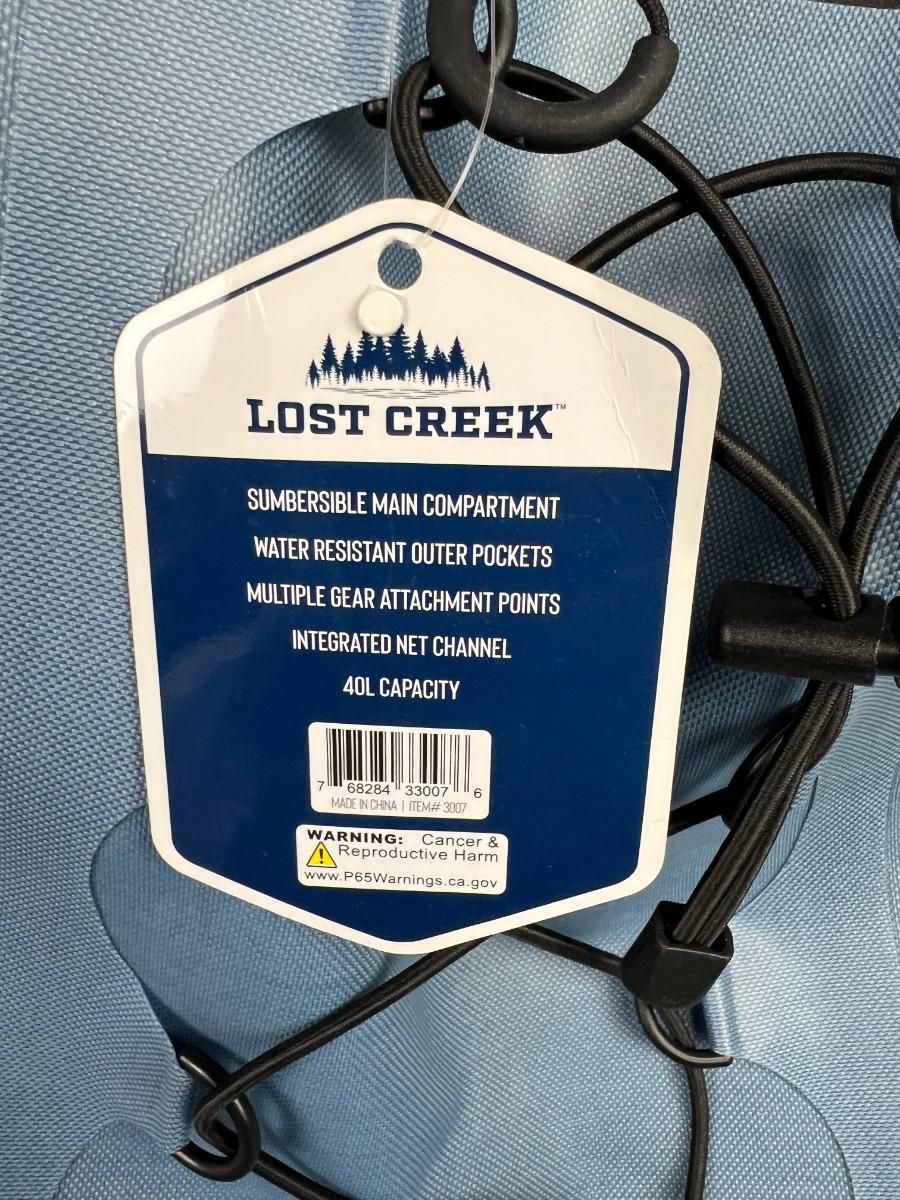 LOST CREEK™
SUMBERSIBLE MAIN COMPARTMENT
WATER RESISTANT OUTER POCKETS
MULTIPLE GEAR ATTACHMENT POINTS
INTEGRATED NET CHANNEL
40L CAPACITY
7 68284 33007 6
MADE IN CHINA | ITEM# 3007
WARNING: Cancer &
Reproductive Harm
www.P65Warnings.ca.gov